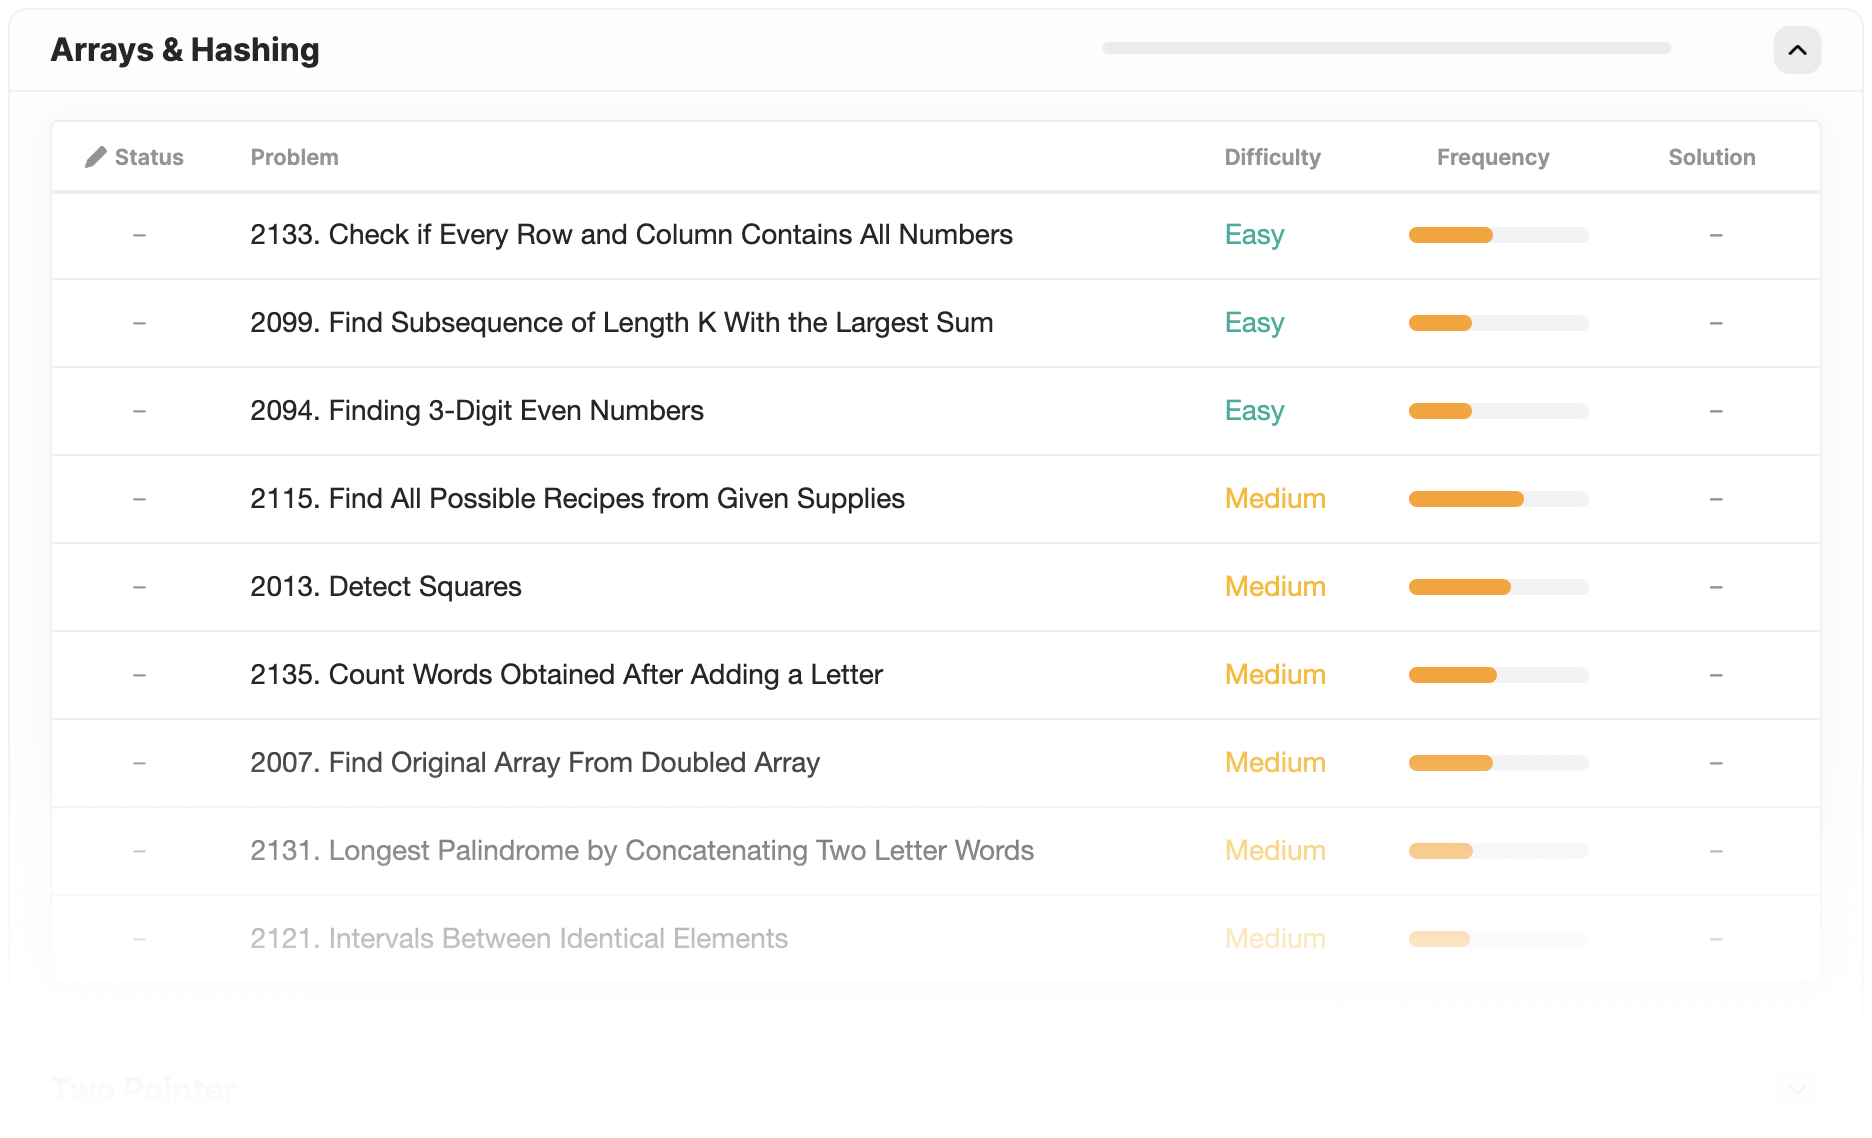 Arrays & Hashing
Status Problem Difficulty Frequency Solution
– 2133. Check if Every Row and Column Contains All Numbers Easy –
– 2099. Find Subsequence of Length K With the Largest Sum Easy –
– 2094. Finding 3-Digit Even Numbers Easy –
– 2115. Find All Possible Recipes from Given Supplies Medium –
– 2013. Detect Squares Medium –
– 2135. Count Words Obtained After Adding a Letter Medium –
– 2007. Find Original Array From Doubled Array Medium –
– 2131. Longest Palindrome by Concatenating Two Letter Words Medium –
– 2121. Intervals Between Identical Elements Medium –
Two Pointer